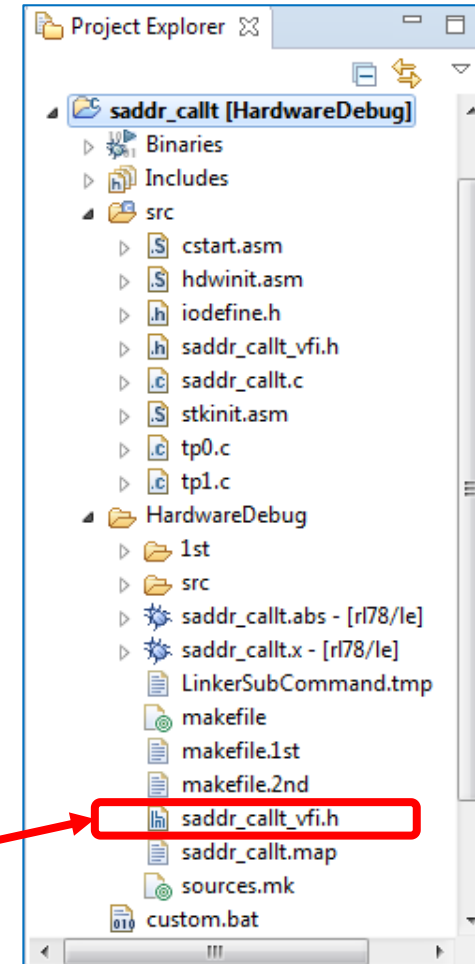 Project Explorer
saddr_callt [HardwareDebug]
Binaries
Includes
src
cstart.asm
hdwinit.asm
iodefine.h
saddr_callt_vfi.h
saddr_callt.c
stkinit.asm
tp0.c
tp1.c
HardwareDebug
1st
src
saddr_callt.abs - [rl78/le]
saddr_callt.x - [rl78/le]
LinkerSubCommand.tmp
makefile
makefile.1st
makefile.2nd
saddr_callt_vfi.h
saddr_callt.map
sources.mk
custom.bat